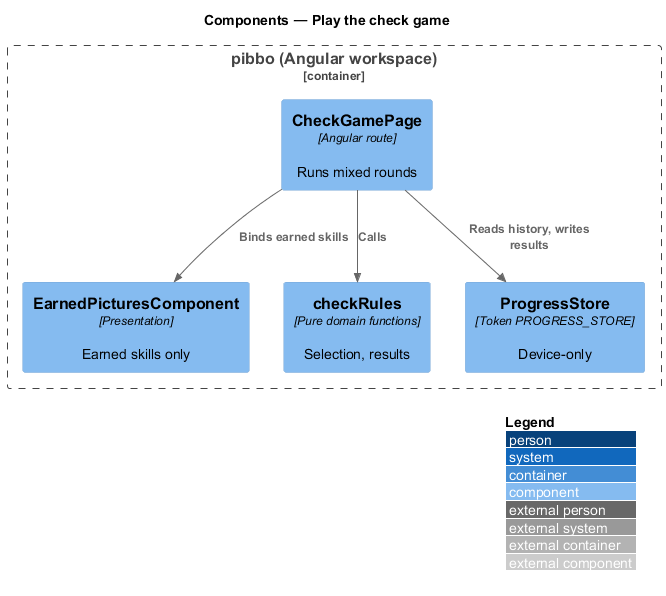 Components — Play the check game
pibbo (Angular workspace)
[container]
CheckGamePage
[Angular route]
Runs mixed rounds
Binds earned skills
Calls
Reads history, writes
results
EarnedPicturesComponent
[Presentation]
Earned skills only
checkRules
[Pure domain functions]
Selection, results
ProgressStore
[Token PROGRESS_STORE]
Device-only
Legend
person
system
container
component
external person
external system
external container
external component